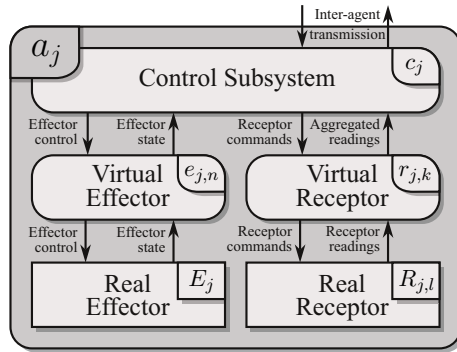 Inter-agent
transmission
a_j
c_j
Control Subsystem
Effector
control
Effector
state
Receptor
commands
Aggregated
readings
Virtual
Effector
e_{j,n}
Virtual
Receptor
r_{j,k}
Effector
control
Effector
state
Receptor
commands
Receptor
readings
Real
Effector
E_j
Real
Receptor
R_{j,l}